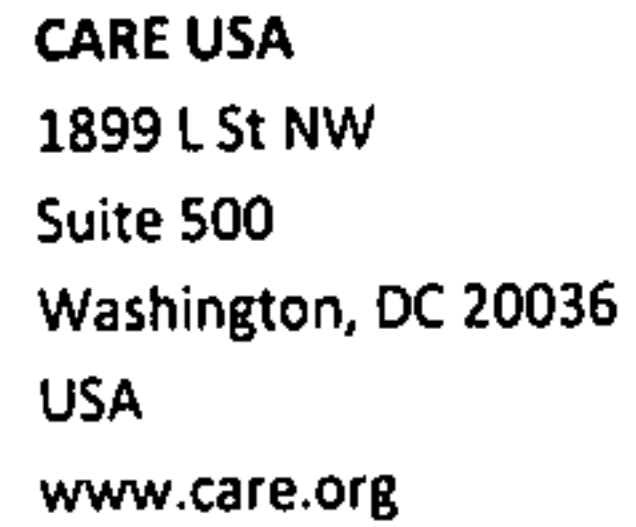 CARE USA
1899 L St NW
Suite 500
Washington, DC 20036
USA
www.care.org